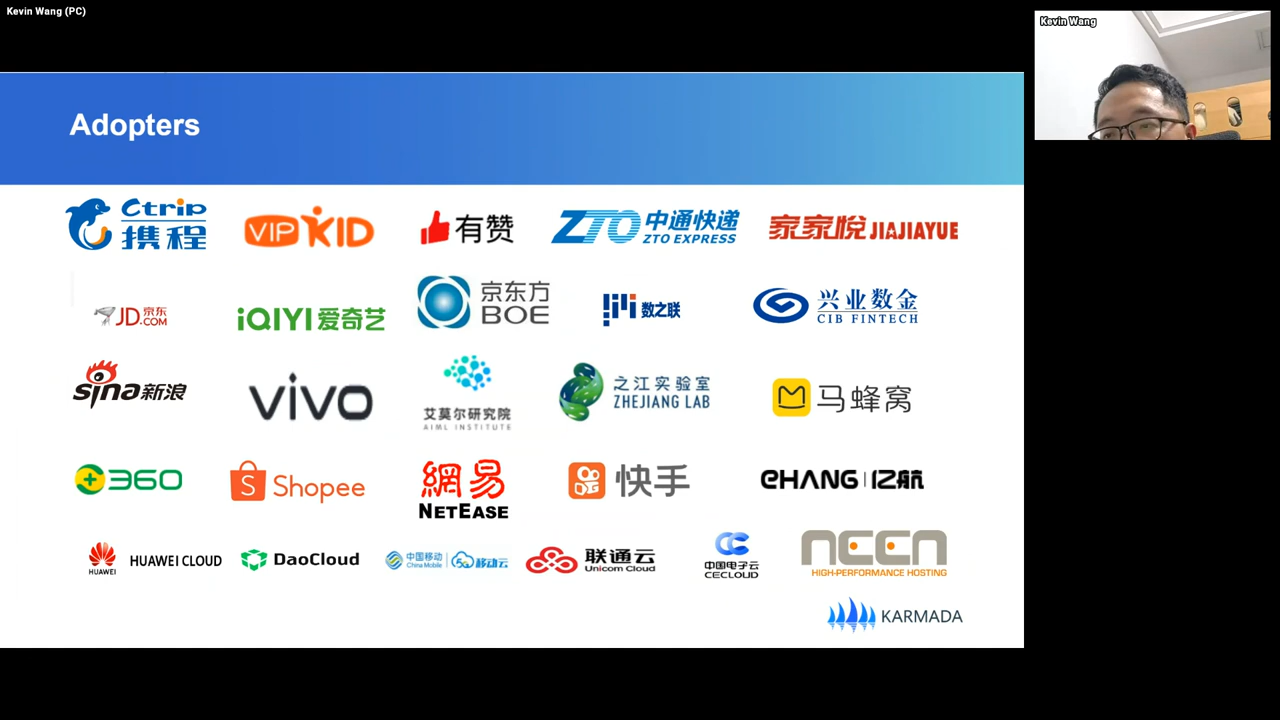 Kevin Wang (PC)
Kevin Wang
Adopters
Ctrip
携程
VIPKID
有赞
ZTO 中通快递
ZTO EXPRESS
家家悦 JIAJIAYUE
JD 京东
.COM
iQIYI 爱奇艺
京东方
BOE
数之联
兴业数金
CIB FINTECH
sina新浪
vivo
艾莫尔研究院
AIML INSTITUTE
之江实验室
ZHEJIANG LAB
马蜂窝
360
Shopee
網易
NETEASE
快手
EHANG 亿航
HUAWEI
HUAWEI CLOUD
DaoCloud
中国移动
China Mobile
移动云
联通云
Unicom Cloud
中国电子云
CECLOUD
NEEN
HIGH-PERFORMANCE HOSTING
KARMADA